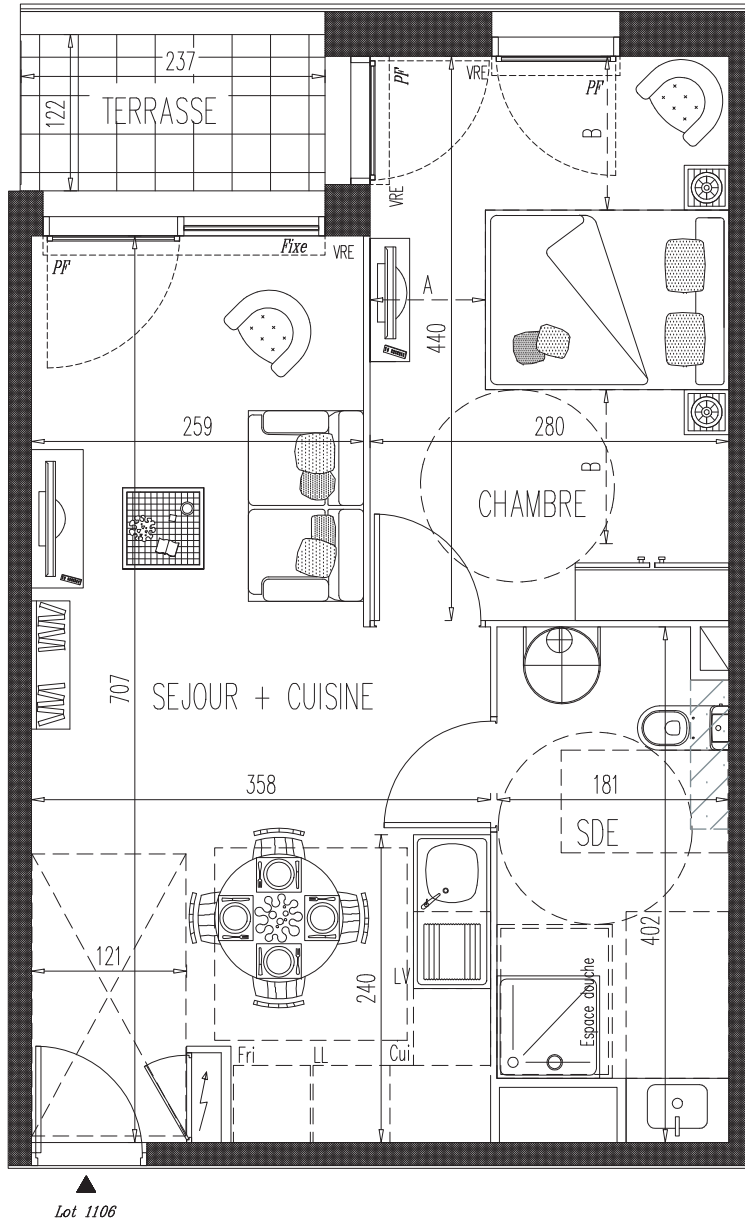 237
TERRASSE
122
PF
VRE
PF
B
VRE
Fixe
VRE
PF
A
440
259
280
B
CHAMBRE
707
SEJOUR + CUISINE
358
181
SDE
121
240
LV
402
Espace douche
Fri
LL
Cui
Lot 1106